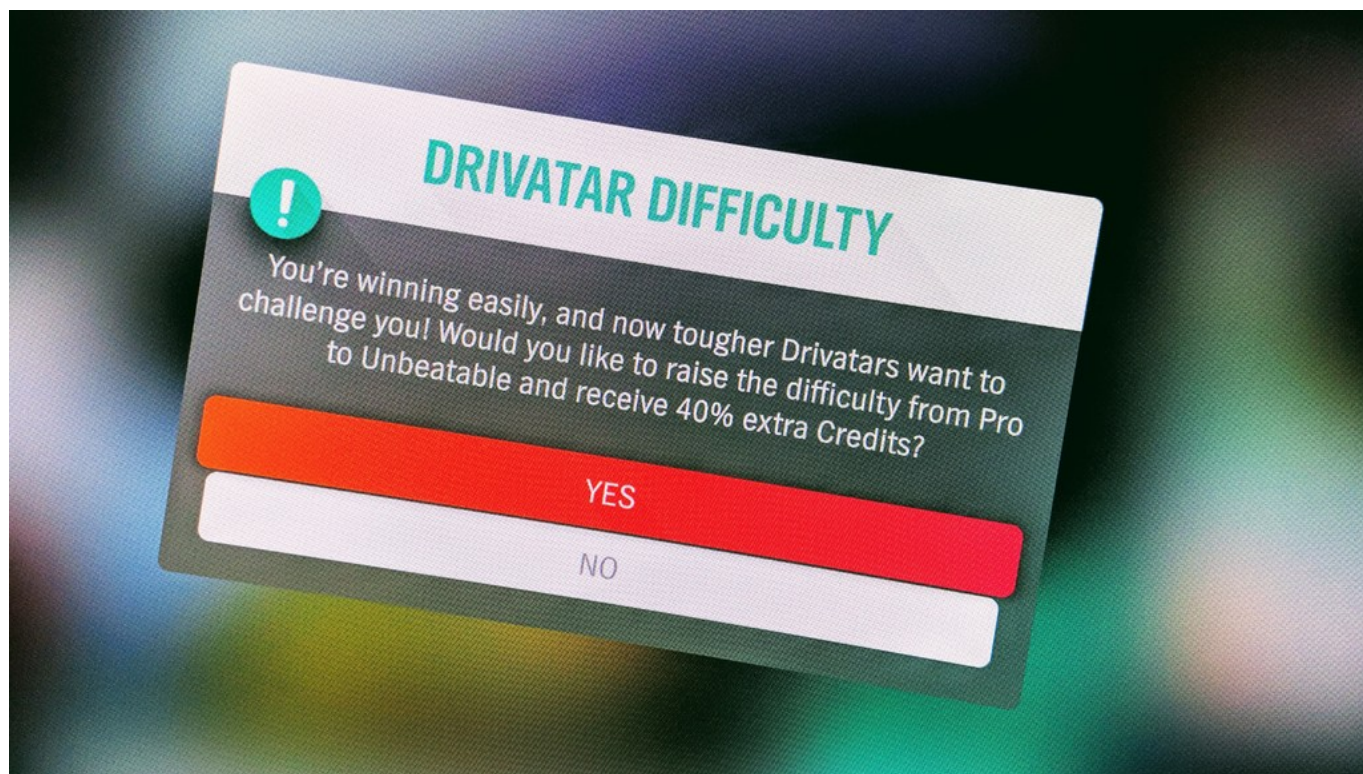 DRIVATAR DIFFICULTY
!
You're winning easily, and now tougher Drivatars want to
challenge you! Would you like to raise the difficulty from Pro
to Unbeatable and receive 40% extra Credits?
YES
NO